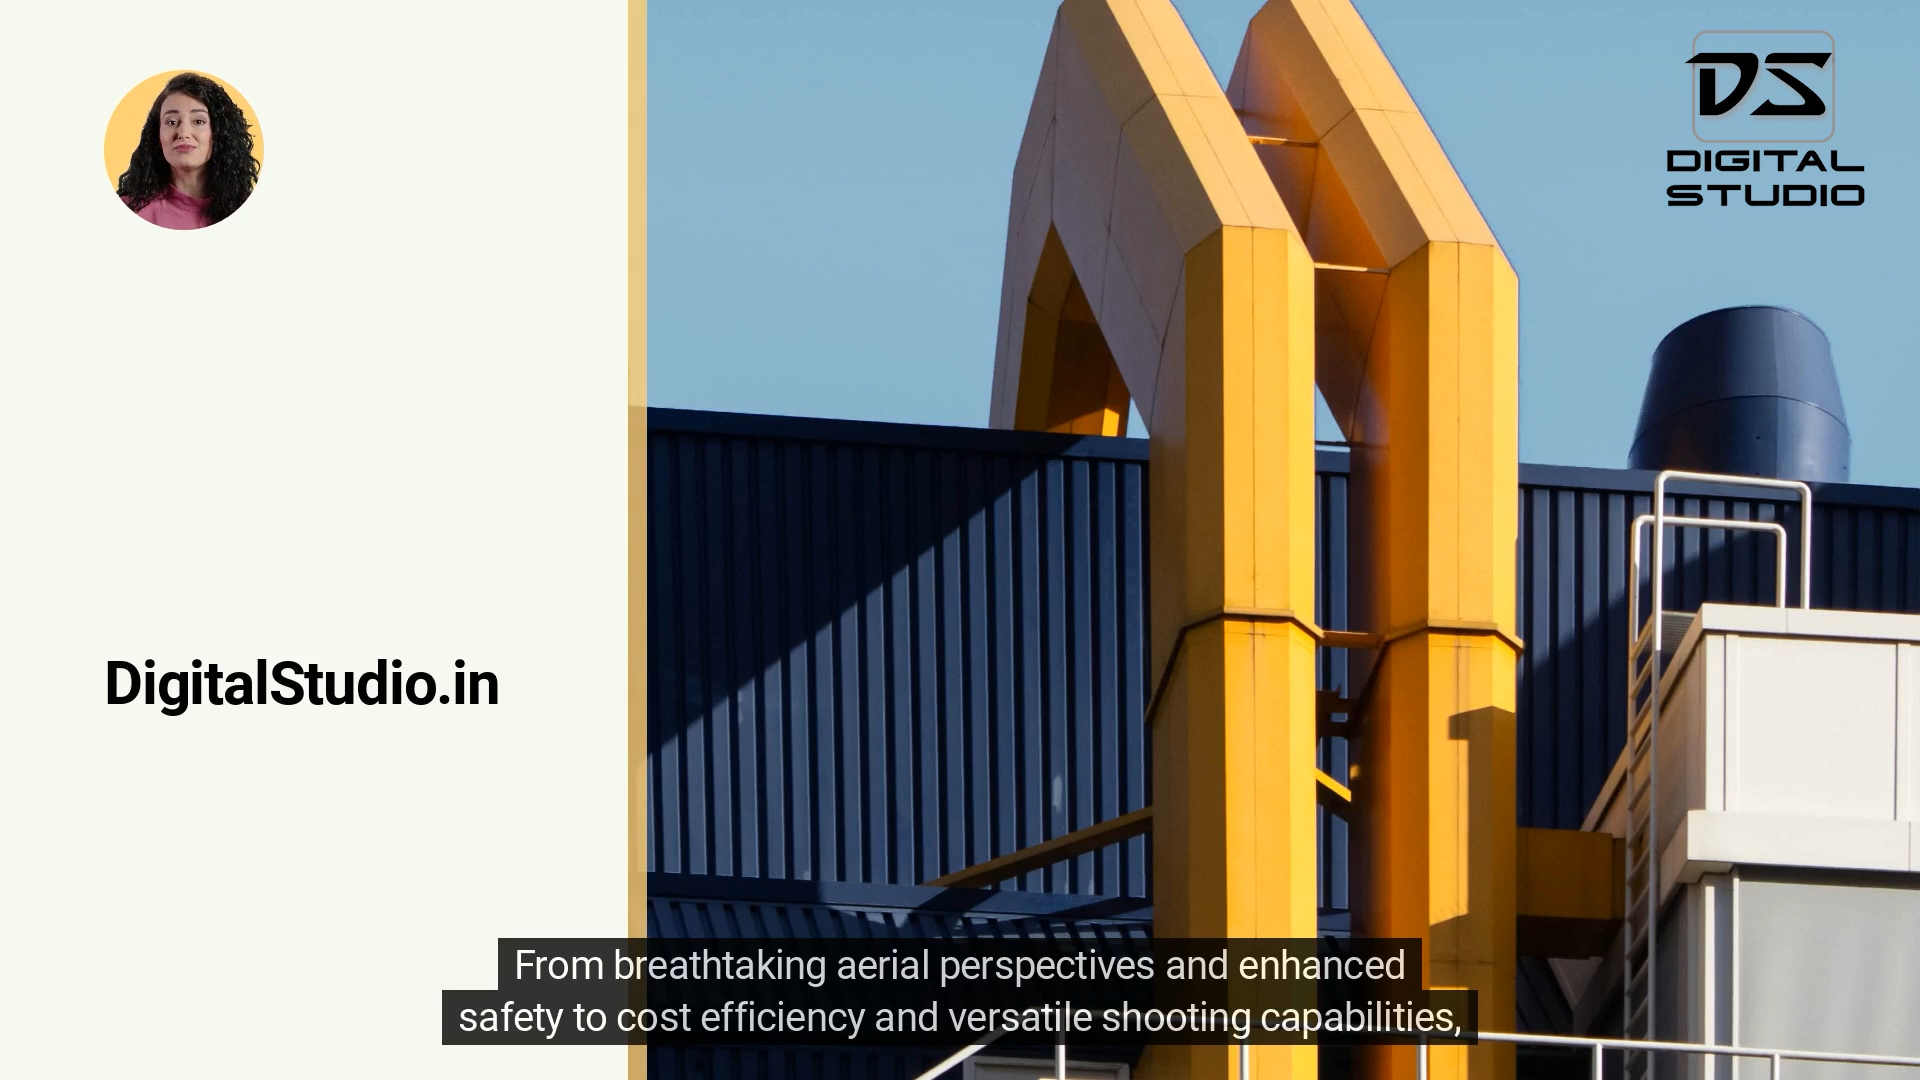 DS
DIGITAL
STUDIO
DigitalStudio.in
From breathtaking aerial perspectives and enhanced
safety to cost efficiency and versatile shooting capabilities,